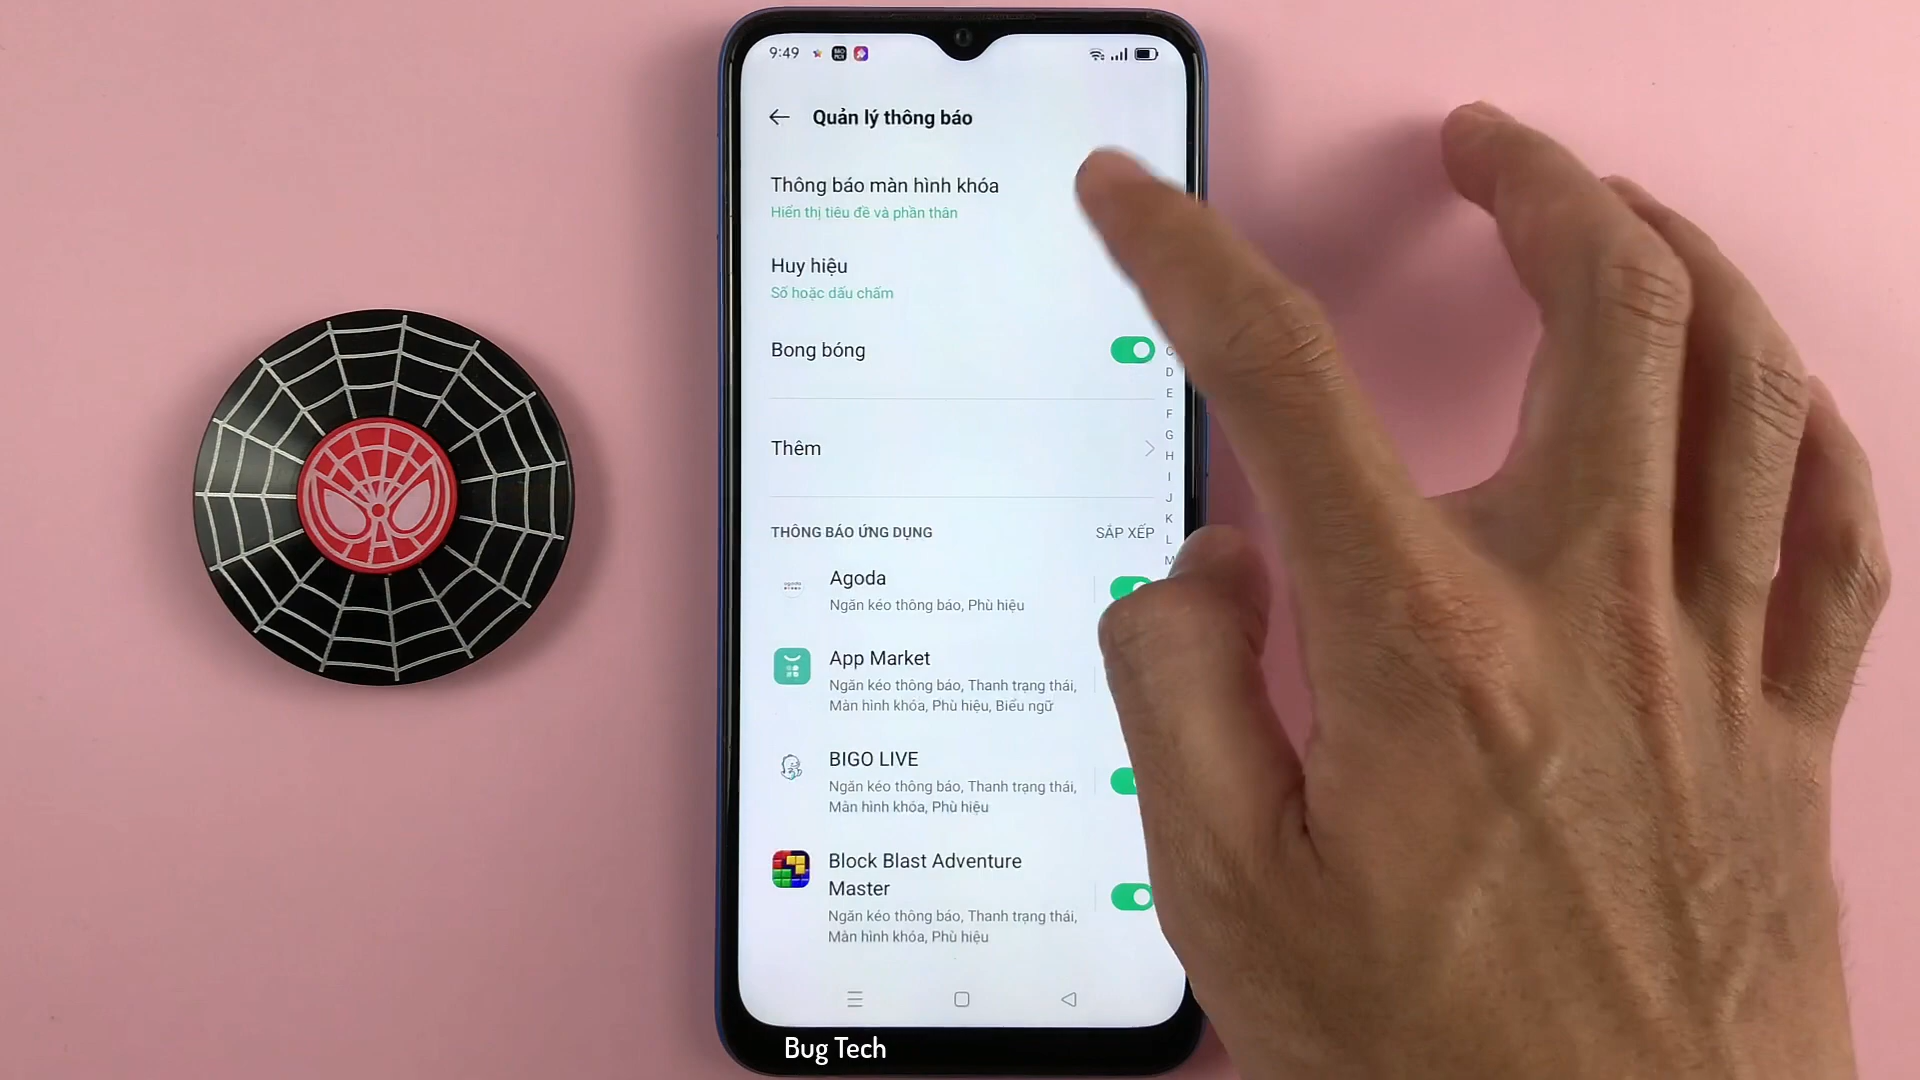 9:49
Quản lý thông báo
Thông báo màn hình khóa
Hiển thị tiêu đề và phần thân
Huy hiệu
Số hoặc dấu chấm
Bong bóng
C
D
E
F
G
H
I
J
K
L
M
Thêm
THÔNG BÁO ỨNG DỤNG
SẮP XẾP
Agoda
Ngăn kéo thông báo, Phù hiệu
App Market
Ngăn kéo thông báo, Thanh trạng thái,
Màn hình khóa, Phù hiệu, Biểu ngữ
BIGO LIVE
Ngăn kéo thông báo, Thanh trạng thái,
Màn hình khóa, Phù hiệu
Block Blast Adventure
Master
Ngăn kéo thông báo, Thanh trạng thái,
Màn hình khóa, Phù hiệu
Bug Tech